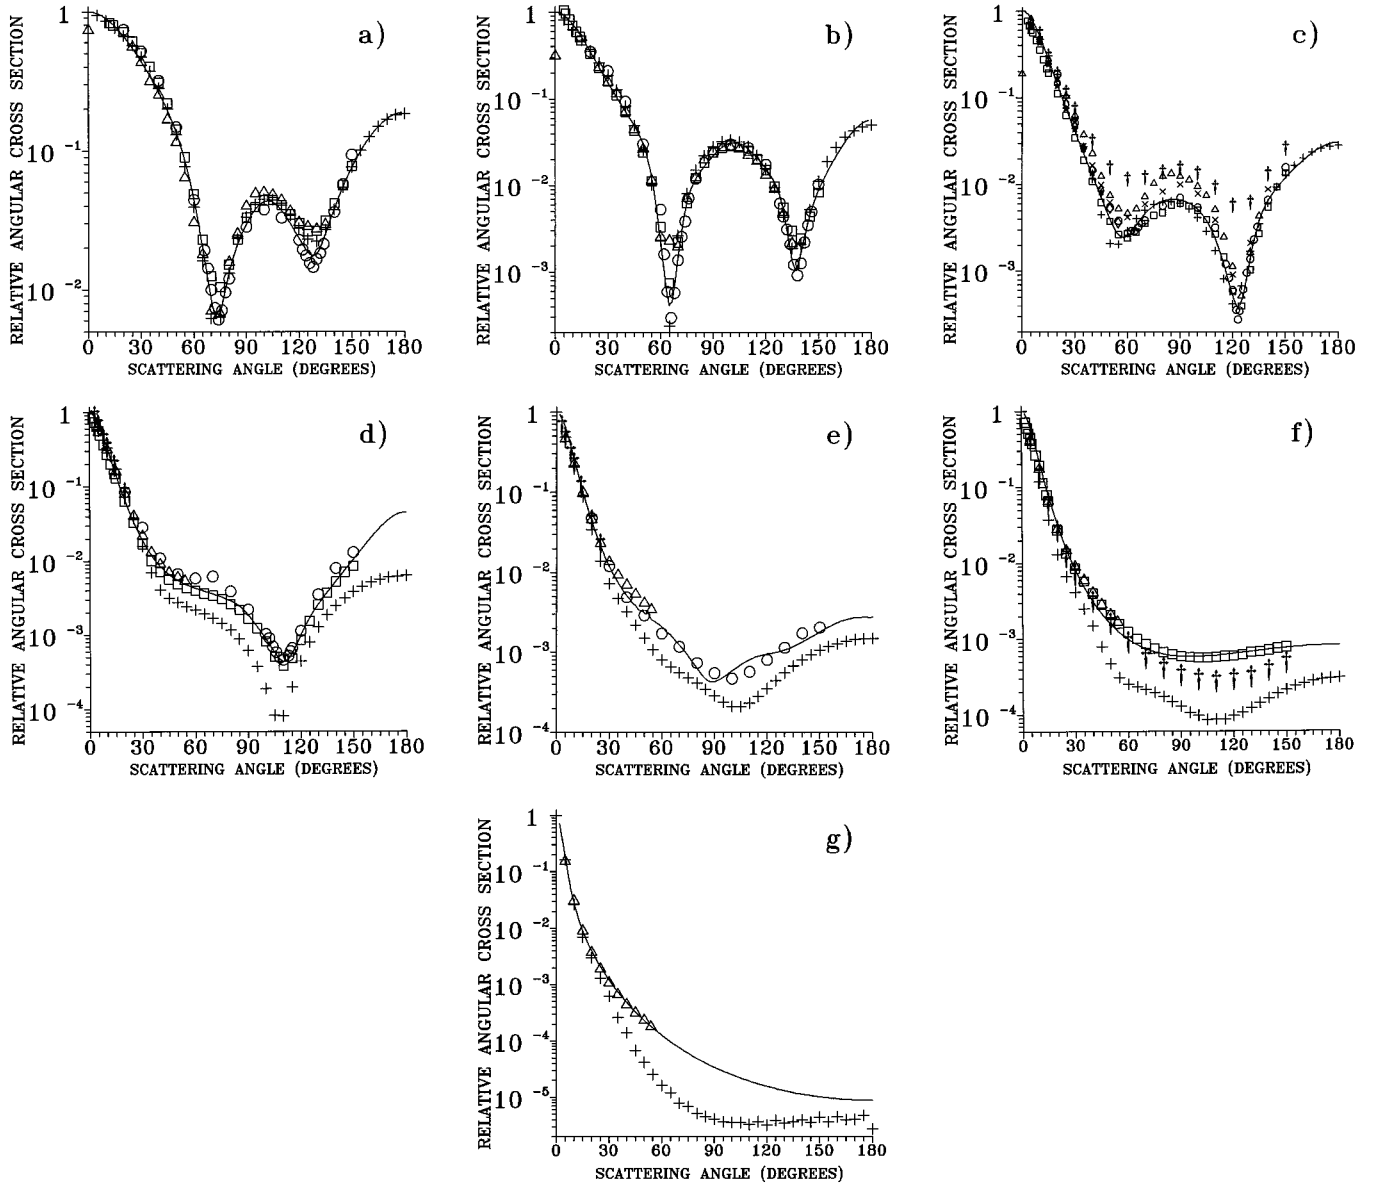 RELATIVE ANGULAR CROSS SECTION
1
10 -1
10 -2
a)
0 30 60 90 120 150 180
SCATTERING ANGLE (DEGREES)
RELATIVE ANGULAR CROSS SECTION
1
10 -1
10 -2
10 -3
b)
0 30 60 90 120 150 180
SCATTERING ANGLE (DEGREES)
RELATIVE ANGULAR CROSS SECTION
1
10 -1
10 -2
10 -3
c)
0 30 60 90 120 150 180
SCATTERING ANGLE (DEGREES)
RELATIVE ANGULAR CROSS SECTION
1
10 -1
10 -2
10 -3
10 -4
d)
0 30 60 90 120 150 180
SCATTERING ANGLE (DEGREES)
RELATIVE ANGULAR CROSS SECTION
1
10 -1
10 -2
10 -3
10 -4
e)
0 30 60 90 120 150 180
SCATTERING ANGLE (DEGREES)
RELATIVE ANGULAR CROSS SECTION
1
10 -1
10 -2
10 -3
10 -4
f)
0 30 60 90 120 150 180
SCATTERING ANGLE (DEGREES)
RELATIVE ANGULAR CROSS SECTION
1
10 -1
10 -2
10 -3
10 -4
10 -5
g)
0 30 60 90 120 150 180
SCATTERING ANGLE (DEGREES)